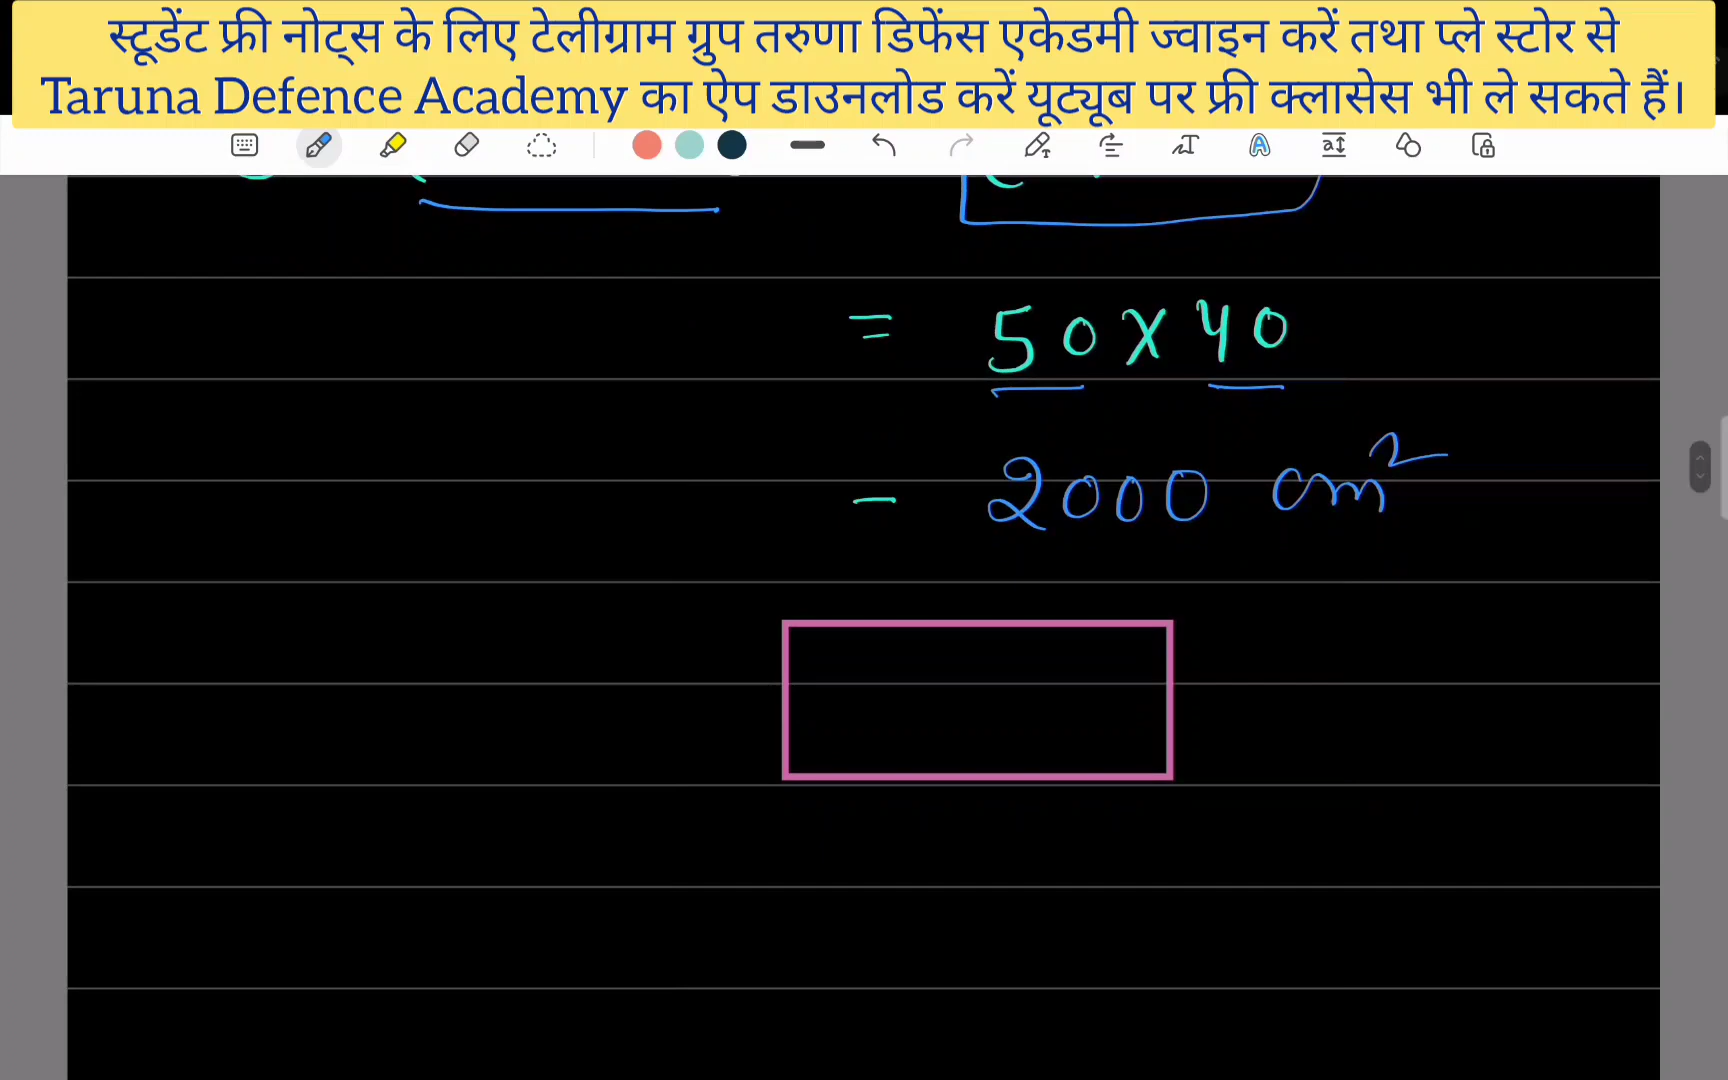 स्टूडेंट फ्री नोट्स के लिए टेलीग्राम ग्रुप तरुणा डिफेंस एकेडमी ज्वाइन करें तथा प्ले स्टोर से
Taruna Defence Academy का ऐप डाउनलोड करें यूट्यूब पर फ्री क्लासेस भी ले सकते हैं।
= 50 x 40
- 2000 cm²